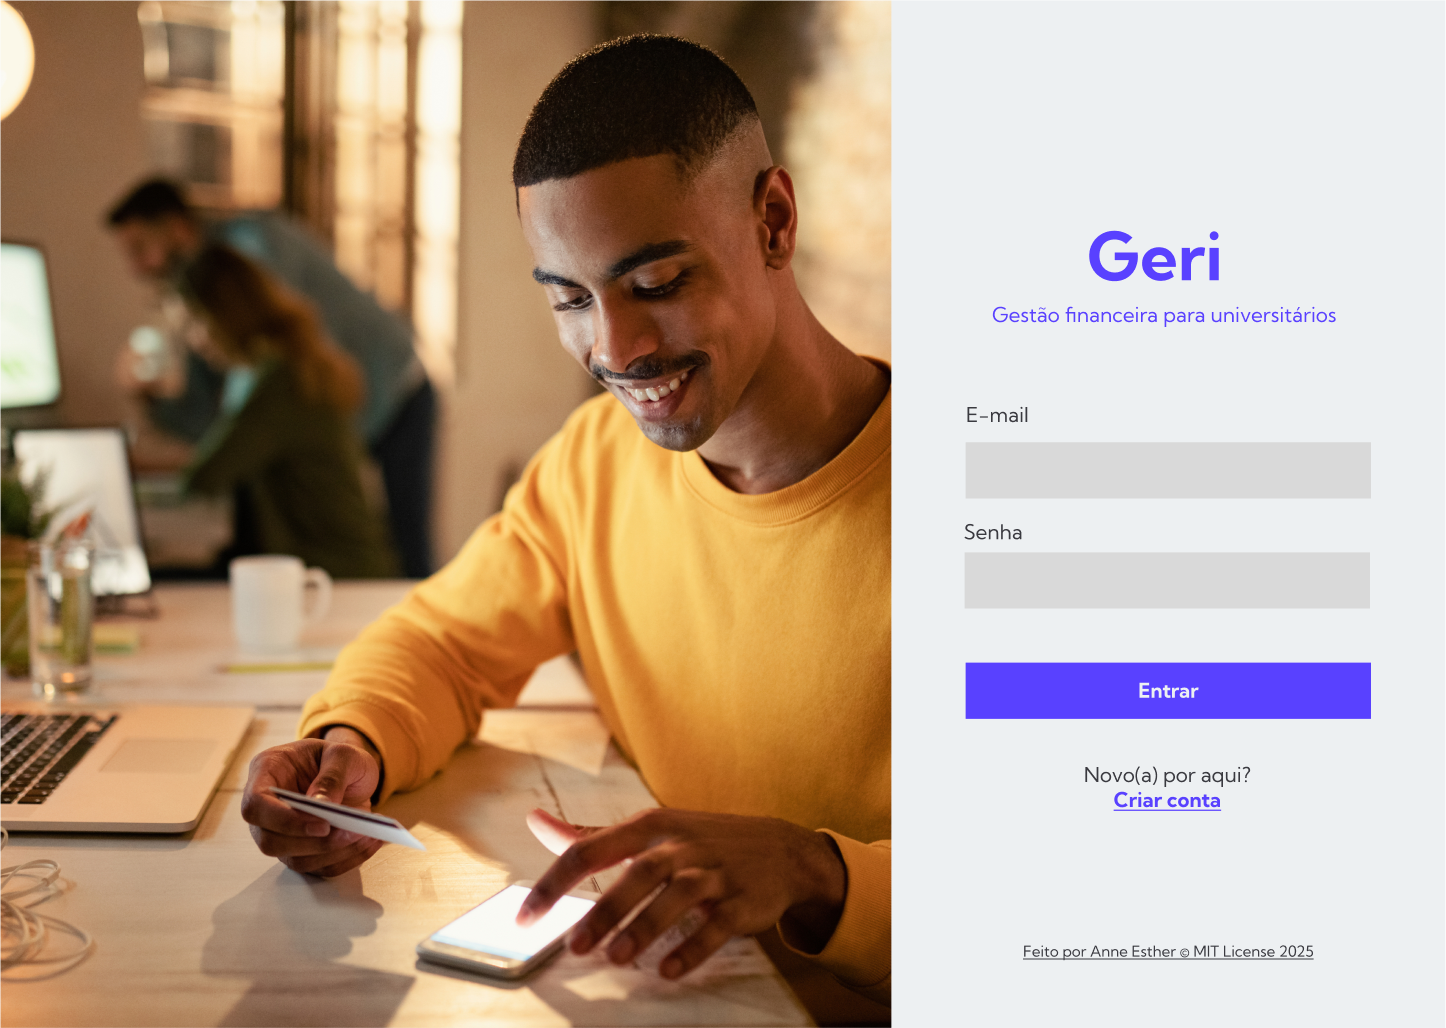 Geri
Gestão financeira para universitários
E-mail
Senha
Entrar
Novo(a) por aqui?
Criar conta
Feito por Anne Esther © MIT License 2025